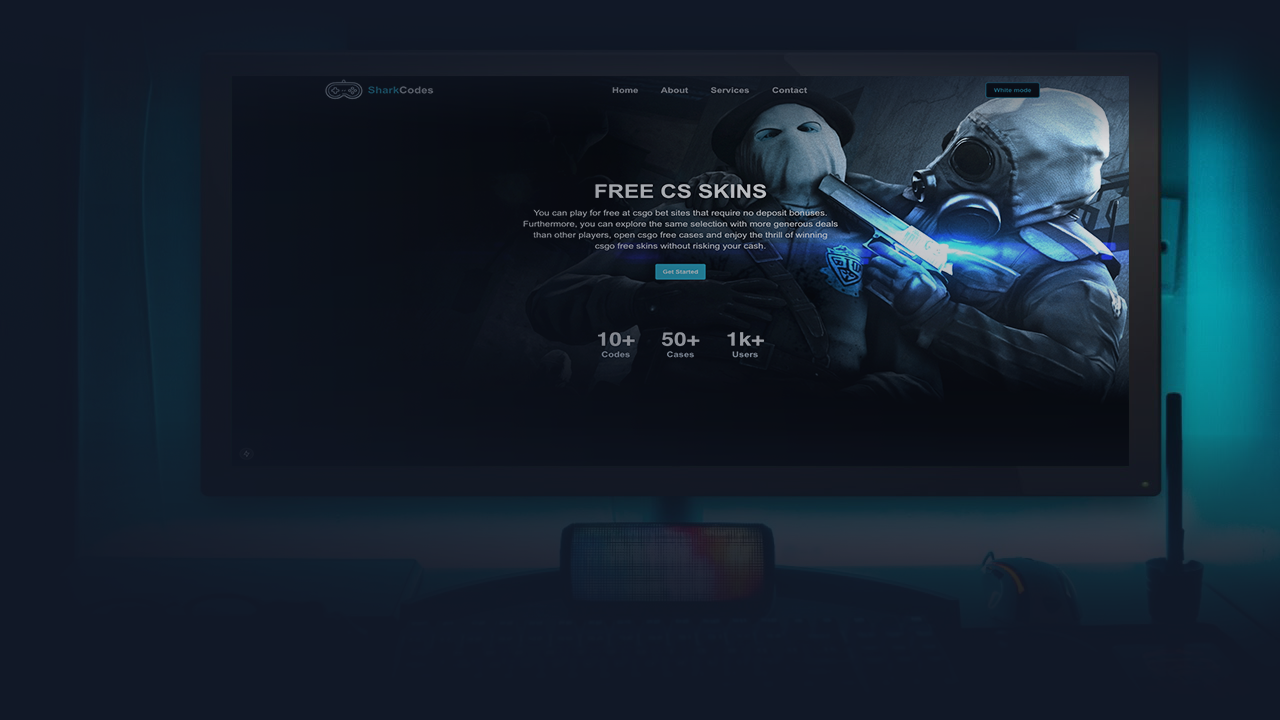 SharkCodes
Home About Services Contact
White mode
FREE CS SKINS
You can play for free at csgo bet sites that require no deposit bonuses.
Furthermore, you can explore the same selection with more generous deals
than other players, open csgo free cases and enjoy the thrill of winning
csgo free skins without risking your cash.
Get Started
10+ 50+ 1k+
Codes Cases Users